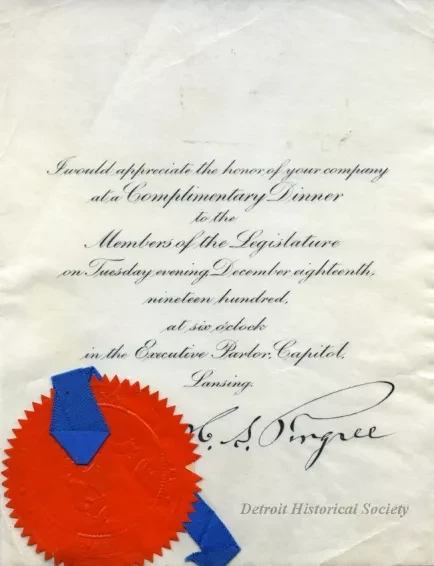 I would appreciate the honor of your company
at a Complimentary Dinner
to the
Members of the Legislature
on Tuesday evening, December eighteenth,
nineteen hundred,
at six o'clock
in the Executive Parlor, Capitol,
Lansing.
H. S. Pingree
Detroit Historical Society